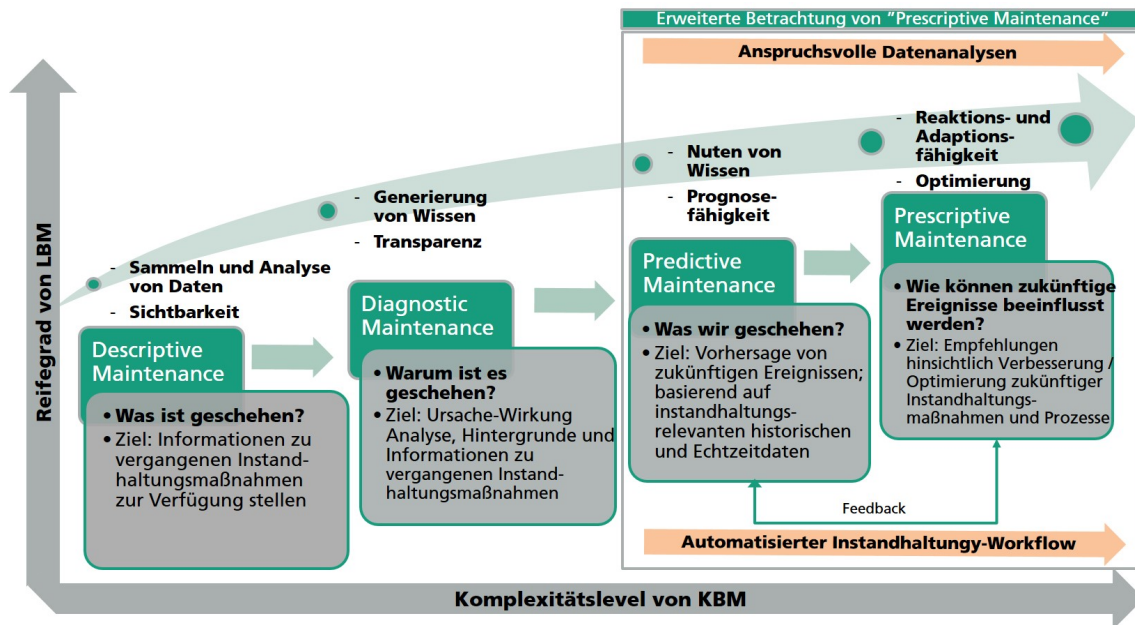 Erweiterte Betrachtung von "Prescriptive Maintenance"
Anspruchsvolle Datenanalysen
Reifegrad von LBM
- Sammeln und Analyse
von Daten
- Sichtbarkeit
Descriptive
Maintenance
• Was ist geschehen?
• Ziel: Informationen zu
vergangenen Instand-
haltungsmaßnahmen
zur Verfügung stellen
- Generierung
von Wissen
- Transparenz
Diagnostic
Maintenance
• Warum ist es
geschehen?
• Ziel: Ursache-Wirkung
Analyse, Hintergrunde und
Informationen zu
vergangenen Instand-
haltungsmaßnahmen
- Nuten von
Wissen
- Prognose-
fähigkeit
Predictive
Maintenance
• Was wir geschehen?
• Ziel: Vorhersage von
zukünftigen Ereignissen;
basierend auf
instandhaltungs-
relevanten historischen
und Echtzeitdaten
- Reaktions- und
Adaptions-
fähigkeit
- Optimierung
Prescriptive
Maintenance
• Wie können zukünftige
Ereignisse beeinflusst
werden?
• Ziel: Empfehlungen
hinsichtlich Verbesserung /
Optimierung zukünftiger
Instandhaltungs-
maßnahmen und Prozesse
Feedback
Automatisierter Instandhaltungy-Workflow
Komplexitätslevel von KBM